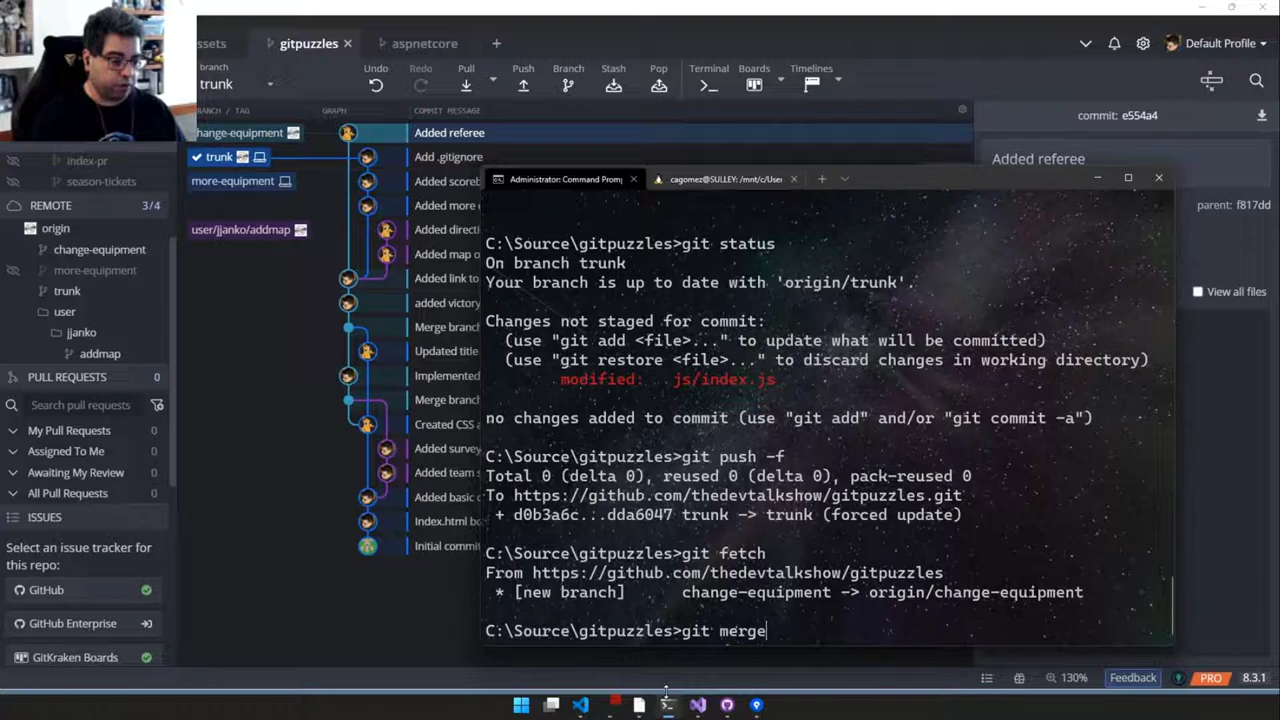 ssets
gitpuzzles
aspnetcore
Default Profile
branch
trunk
Undo
Redo
Pull
Push
Branch
Stash
Pop
Terminal
Boards
Timelines
BRANCH / TAG
GRAPH
COMMIT MESSAGE
commit: e554a4
change-equipment
Added referee
Added referee
trunk
Add .gitignore
index-pr
season-tickets
more-equipment
Added scoreb
REMOTE 3/4
Added more e
parent: f817dd
origin
user/jjanko/addmap
Added directi
change-equipment
Added map o
more-equipment
Added link to
trunk
View all files
added victory
user
Merge branch
jjanko
Updated title
addmap
PULL REQUESTS 0
Implemented
Search pull requests
Merge branch
My Pull Requests 0
Created CSS a
Assigned To Me 0
Added survey
Awaiting My Review 0
Added team s
All Pull Requests 0
Added basic c
ISSUES
Index.html bo
Select an issue tracker for
this repo:
Initial commit
GitHub
GitHub Enterprise
GitKraken Boards
Administrator: Command Promp
cagomez@SULLEY: /mnt/c/User
C:\Source\gitpuzzles>git status
On branch trunk
Your branch is up to date with 'origin/trunk'.
Changes not staged for commit:
(use "git add <file>..." to update what will be committed)
(use "git restore <file>..." to discard changes in working directory)
modified: js/index.js
no changes added to commit (use "git add" and/or "git commit -a")
C:\Source\gitpuzzles>git push -f
Total 0 (delta 0), reused 0 (delta 0), pack-reused 0
To https://github.com/thedevtalkshow/gitpuzzles.git
+ d0b3a6c...dda6047 trunk -> trunk (forced update)
C:\Source\gitpuzzles>git fetch
From https://github.com/thedevtalkshow/gitpuzzles
* [new branch] change-equipment -> origin/change-equipment
C:\Source\gitpuzzles>git merge
130%
Feedback
PRO
8.3.1